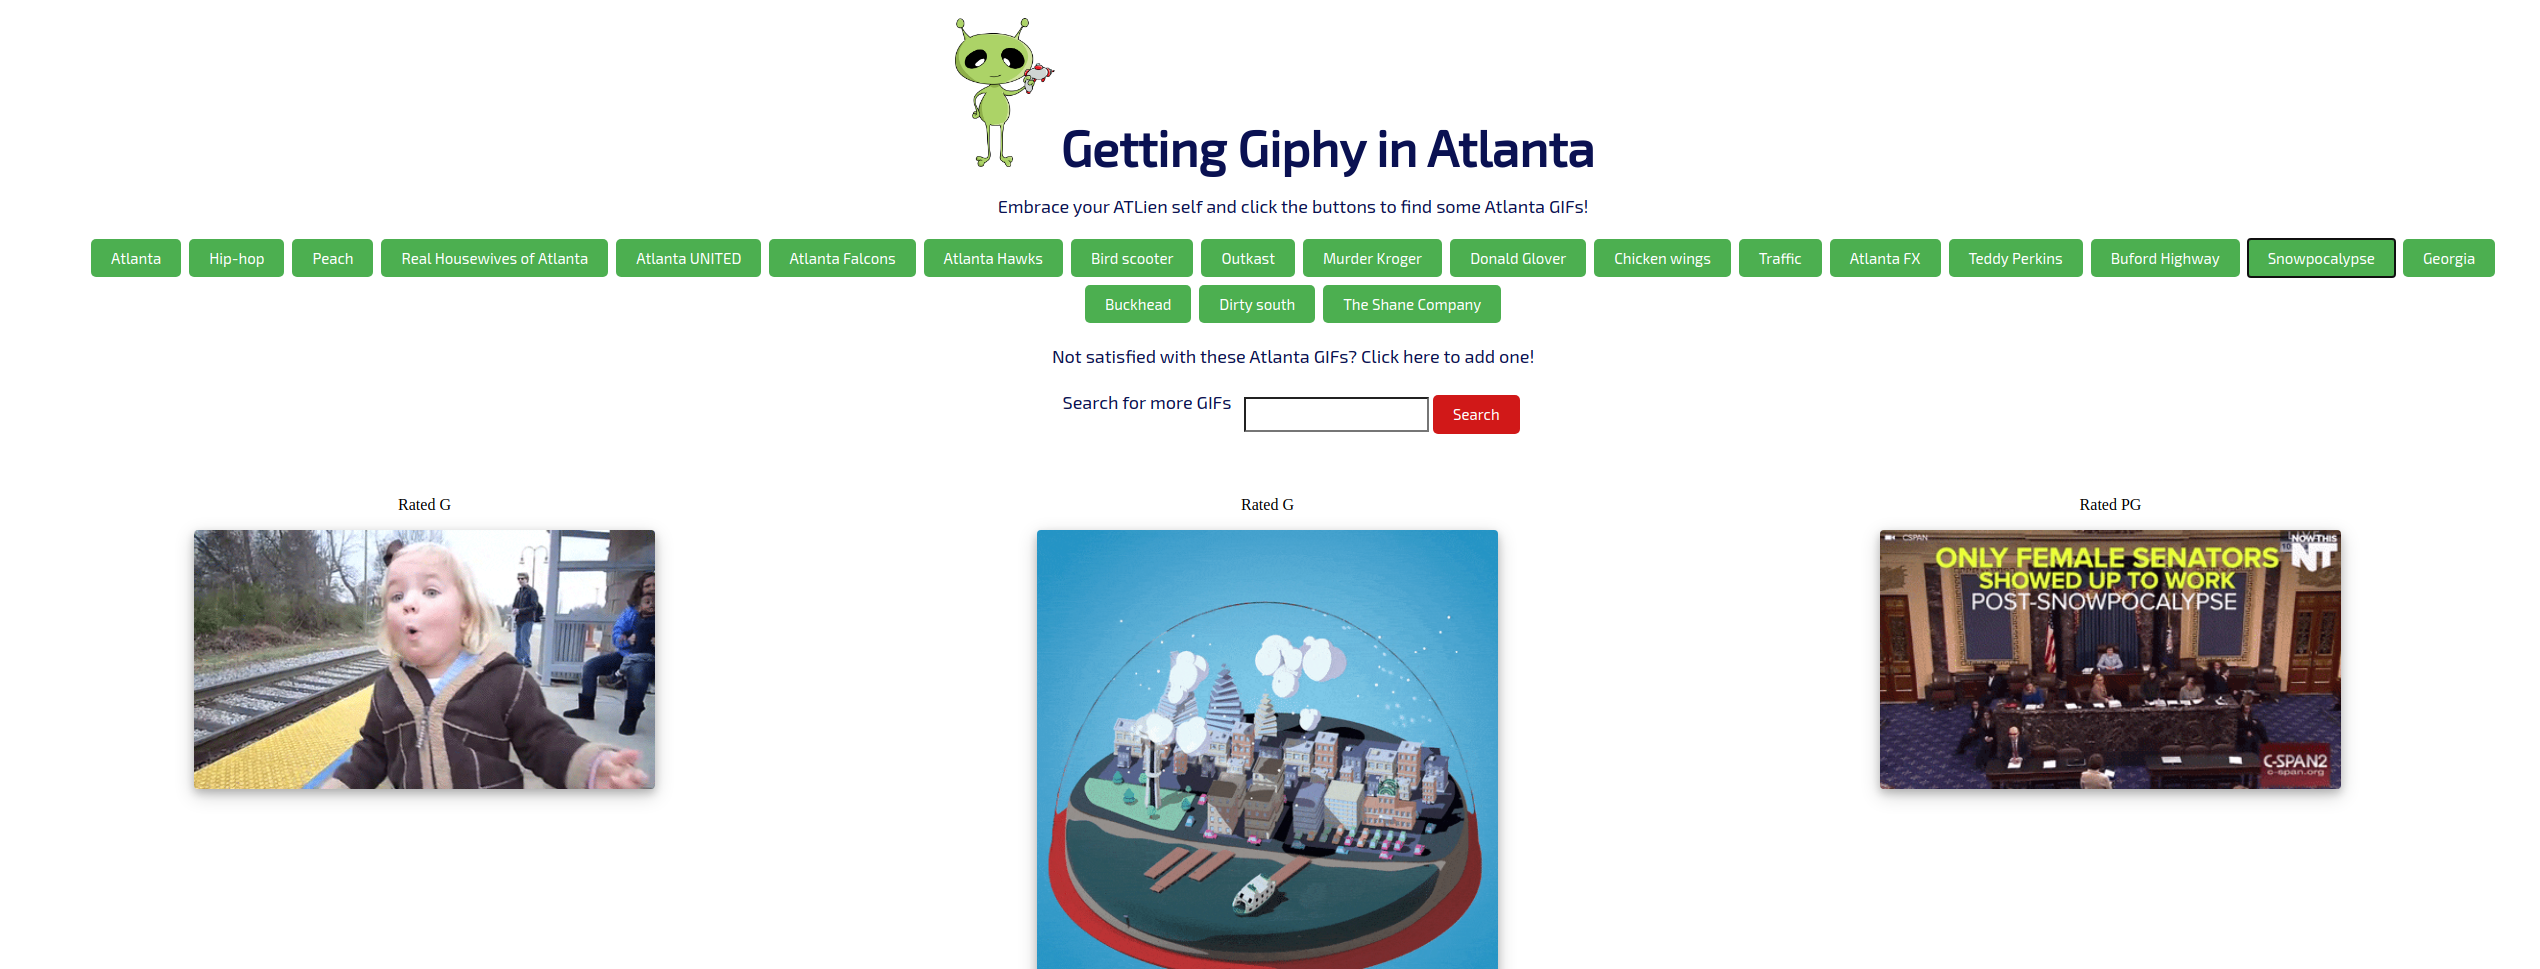 Getting Giphy in Atlanta
Embrace your ATLien self and click the buttons to find some Atlanta GIFs!
Atlanta Hip-hop Peach Real Housewives of Atlanta Atlanta UNITED Atlanta Falcons Atlanta Hawks Bird scooter Outkast Murder Kroger Donald Glover Chicken wings Traffic Atlanta FX Teddy Perkins Buford Highway Snowpocalypse Georgia
Buckhead Dirty south The Shane Company
Not satisfied with these Atlanta GIFs? Click here to add one!
Search for more GIFs Search
Rated G Rated G Rated PG
CSPAN
NOWTHIS
NT
ONLY FEMALE SENATORS
SHOWED UP TO WORK
POST-SNOWPOCALYPSE
C-SPAN2
c-span.org